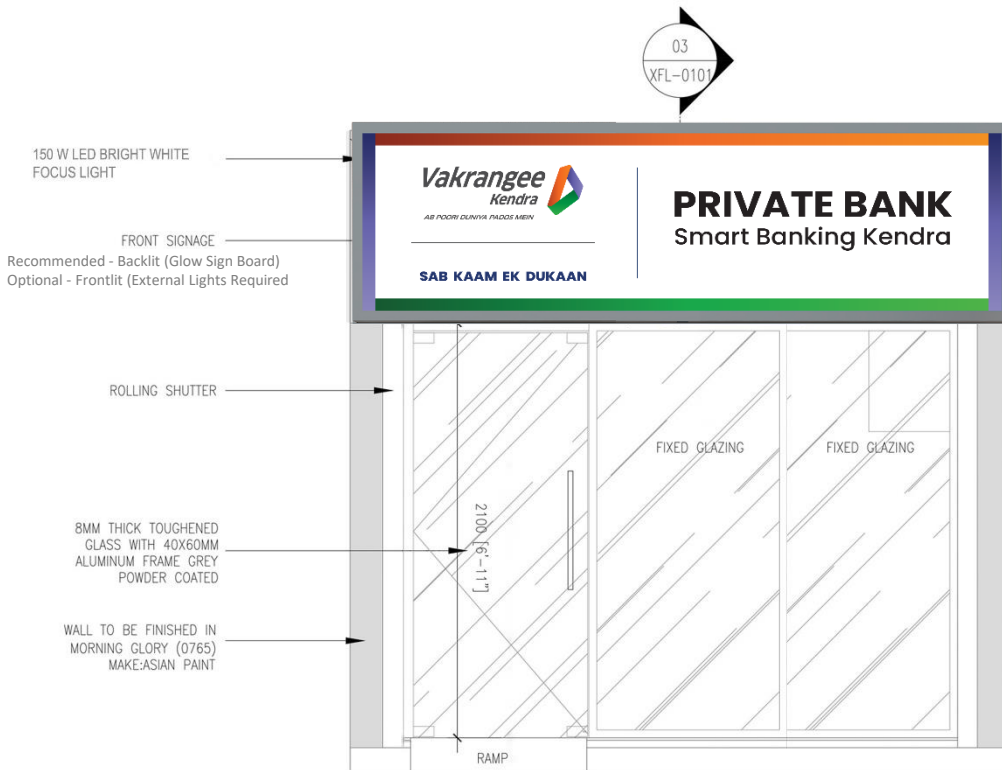 03
XFL-0101
150 W LED BRIGHT WHITE
FOCUS LIGHT
FRONT SIGNAGE
Recommended - Backlit (Glow Sign Board)
Optional - Frontlit (External Lights Required
Vakrangee
Kendra
AB POORI DUNIYA PADOS MEIN
SAB KAAM EK DUKAAN
PRIVATE BANK
Smart Banking Kendra
ROLLING SHUTTER
FIXED GLAZING
FIXED GLAZING
8MM THICK TOUGHENED
GLASS WITH 40X60MM
ALUMINUM FRAME GREY
POWDER COATED
2100 [6'-11"]
WALL TO BE FINISHED IN
MORNING GLORY (0765)
MAKE:ASIAN PAINT
RAMP